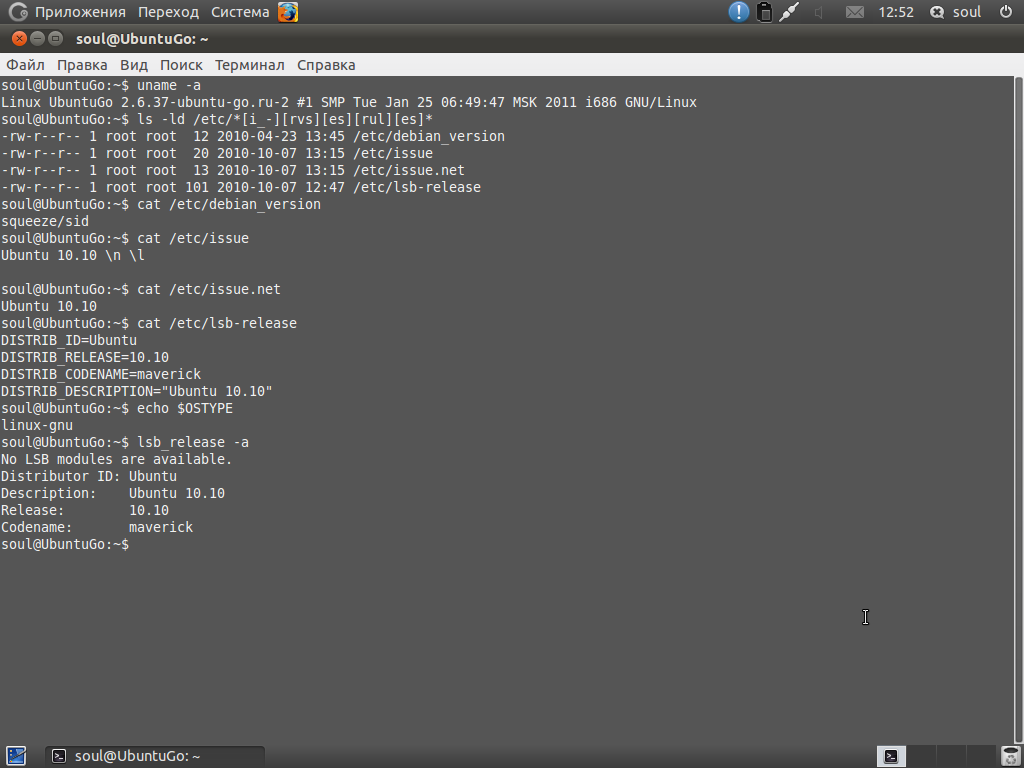 Приложения Переход Система 12:52 soul
soul@UbuntuGo: ~
Файл Правка Вид Поиск Терминал Справка
soul@UbuntuGo:~$ uname -a
Linux UbuntuGo 2.6.37-ubuntu-go.ru-2 #1 SMP Tue Jan 25 06:49:47 MSK 2011 i686 GNU/Linux
soul@UbuntuGo:~$ ls -ld /etc/*[i_-][rvs][es][rul][es]*
-rw-r--r-- 1 root root  12 2010-04-23 13:45 /etc/debian_version
-rw-r--r-- 1 root root  20 2010-10-07 13:15 /etc/issue
-rw-r--r-- 1 root root  13 2010-10-07 13:15 /etc/issue.net
-rw-r--r-- 1 root root 101 2010-10-07 12:47 /etc/lsb-release
soul@UbuntuGo:~$ cat /etc/debian_version
squeeze/sid
soul@UbuntuGo:~$ cat /etc/issue
Ubuntu 10.10 \n \l
soul@UbuntuGo:~$ cat /etc/issue.net
Ubuntu 10.10
soul@UbuntuGo:~$ cat /etc/lsb-release
DISTRIB_ID=Ubuntu
DISTRIB_RELEASE=10.10
DISTRIB_CODENAME=maverick
DISTRIB_DESCRIPTION="Ubuntu 10.10"
soul@UbuntuGo:~$ echo $OSTYPE
linux-gnu
soul@UbuntuGo:~$ lsb_release -a
No LSB modules are available.
Distributor ID: Ubuntu
Description:    Ubuntu 10.10
Release:        10.10
Codename:       maverick
soul@UbuntuGo:~$
soul@UbuntuGo: ~